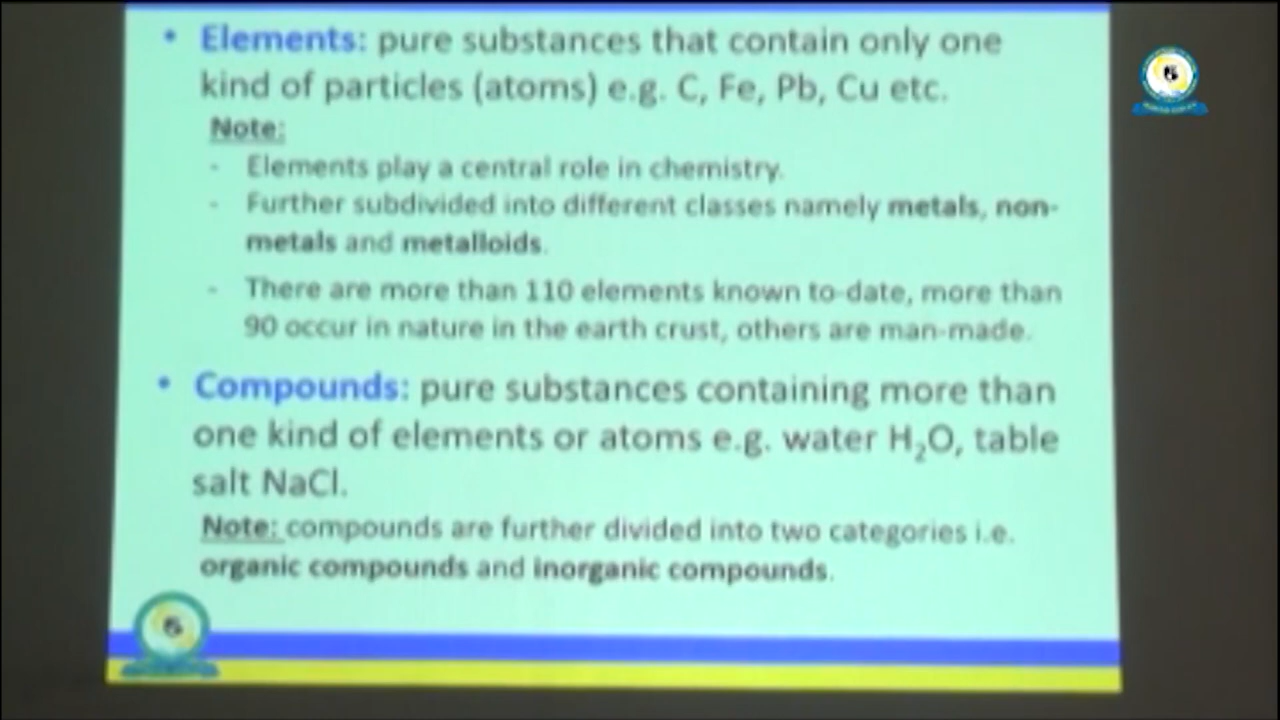 • Elements: pure substances that contain only one
kind of particles (atoms) e.g. C, Fe, Pb, Cu etc.
Note:
- Elements play a central role in chemistry.
- Further subdivided into different classes namely metals, non-
metals and metalloids.
- There are more than 110 elements known to-date, more than
90 occur in nature in the earth crust, others are man-made.
• Compounds: pure substances containing more than
one kind of elements or atoms e.g. water H₂O, table
salt NaCl.
Note: compounds are further divided into two categories i.e.
organic compounds and inorganic compounds.